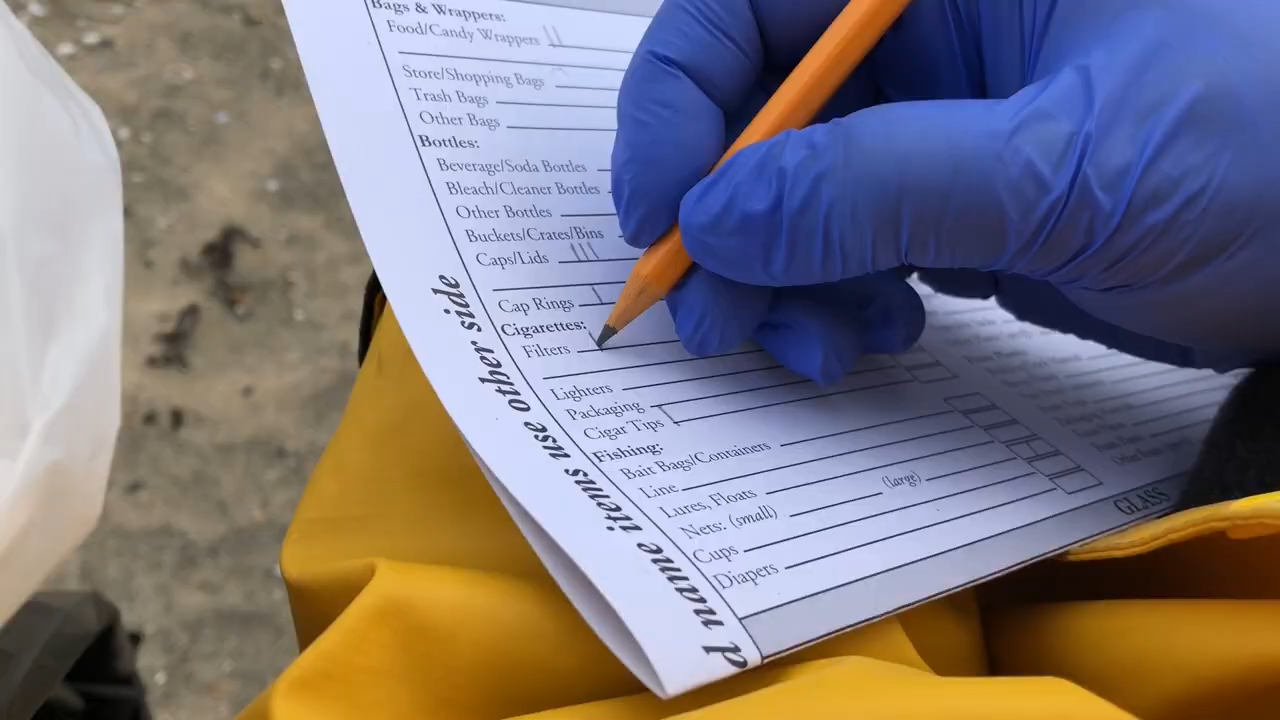 Bags & Wrappers:
Food/Candy Wrappers
Store/Shopping Bags
Trash Bags
Other Bags
Bottles:
Beverage/Soda Bottles
Bleach/Cleaner Bottles
Other Bottles
Buckets/Crates/Bins
Caps/Lids
Cap Rings
Cigarettes:
Filters
Lighters
Packaging
Cigar Tips
Fishing:
Bait Bags/Containers
Line
Lures, Floats
Nets: (small) (large)
Cups
Diapers
d name items use other side
GLASS